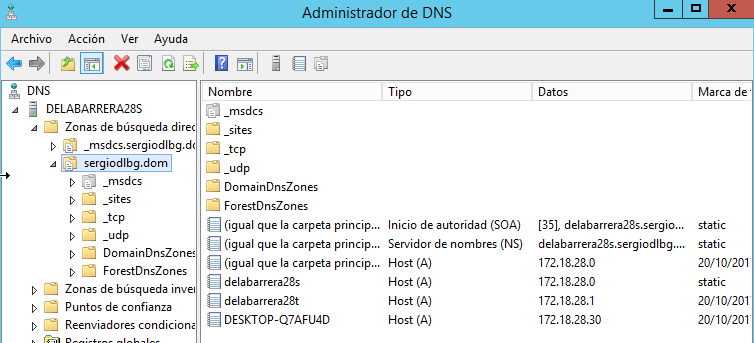 Administrador de DNS
Archivo Acción Ver Ayuda
DNS
DELABARRERA28S
Zonas de búsqueda direc
_msdcs.sergiodlbg.do
sergiodlbg.dom
_msdcs
_sites
_tcp
_udp
DomainDnsZones
ForestDnsZones
Zonas de búsqueda inver
Puntos de confianza
Reenviadores condiciona
Registros globales
Nombre Tipo Datos Marca de
_msdcs
_sites
_tcp
_udp
DomainDnsZones
ForestDnsZones
(igual que la carpeta princip... Inicio de autoridad (SOA) [35], delabarrera28s.sergio... static
(igual que la carpeta princip... Servidor de nombres (NS) delabarrera28s.sergiodlbg.... static
(igual que la carpeta princip... Host (A) 172.18.28.0 20/10/201
delabarrera28s Host (A) 172.18.28.0 static
delabarrera28t Host (A) 172.18.28.1 20/10/201
DESKTOP-Q7AFU4D Host (A) 172.18.28.30 20/10/201